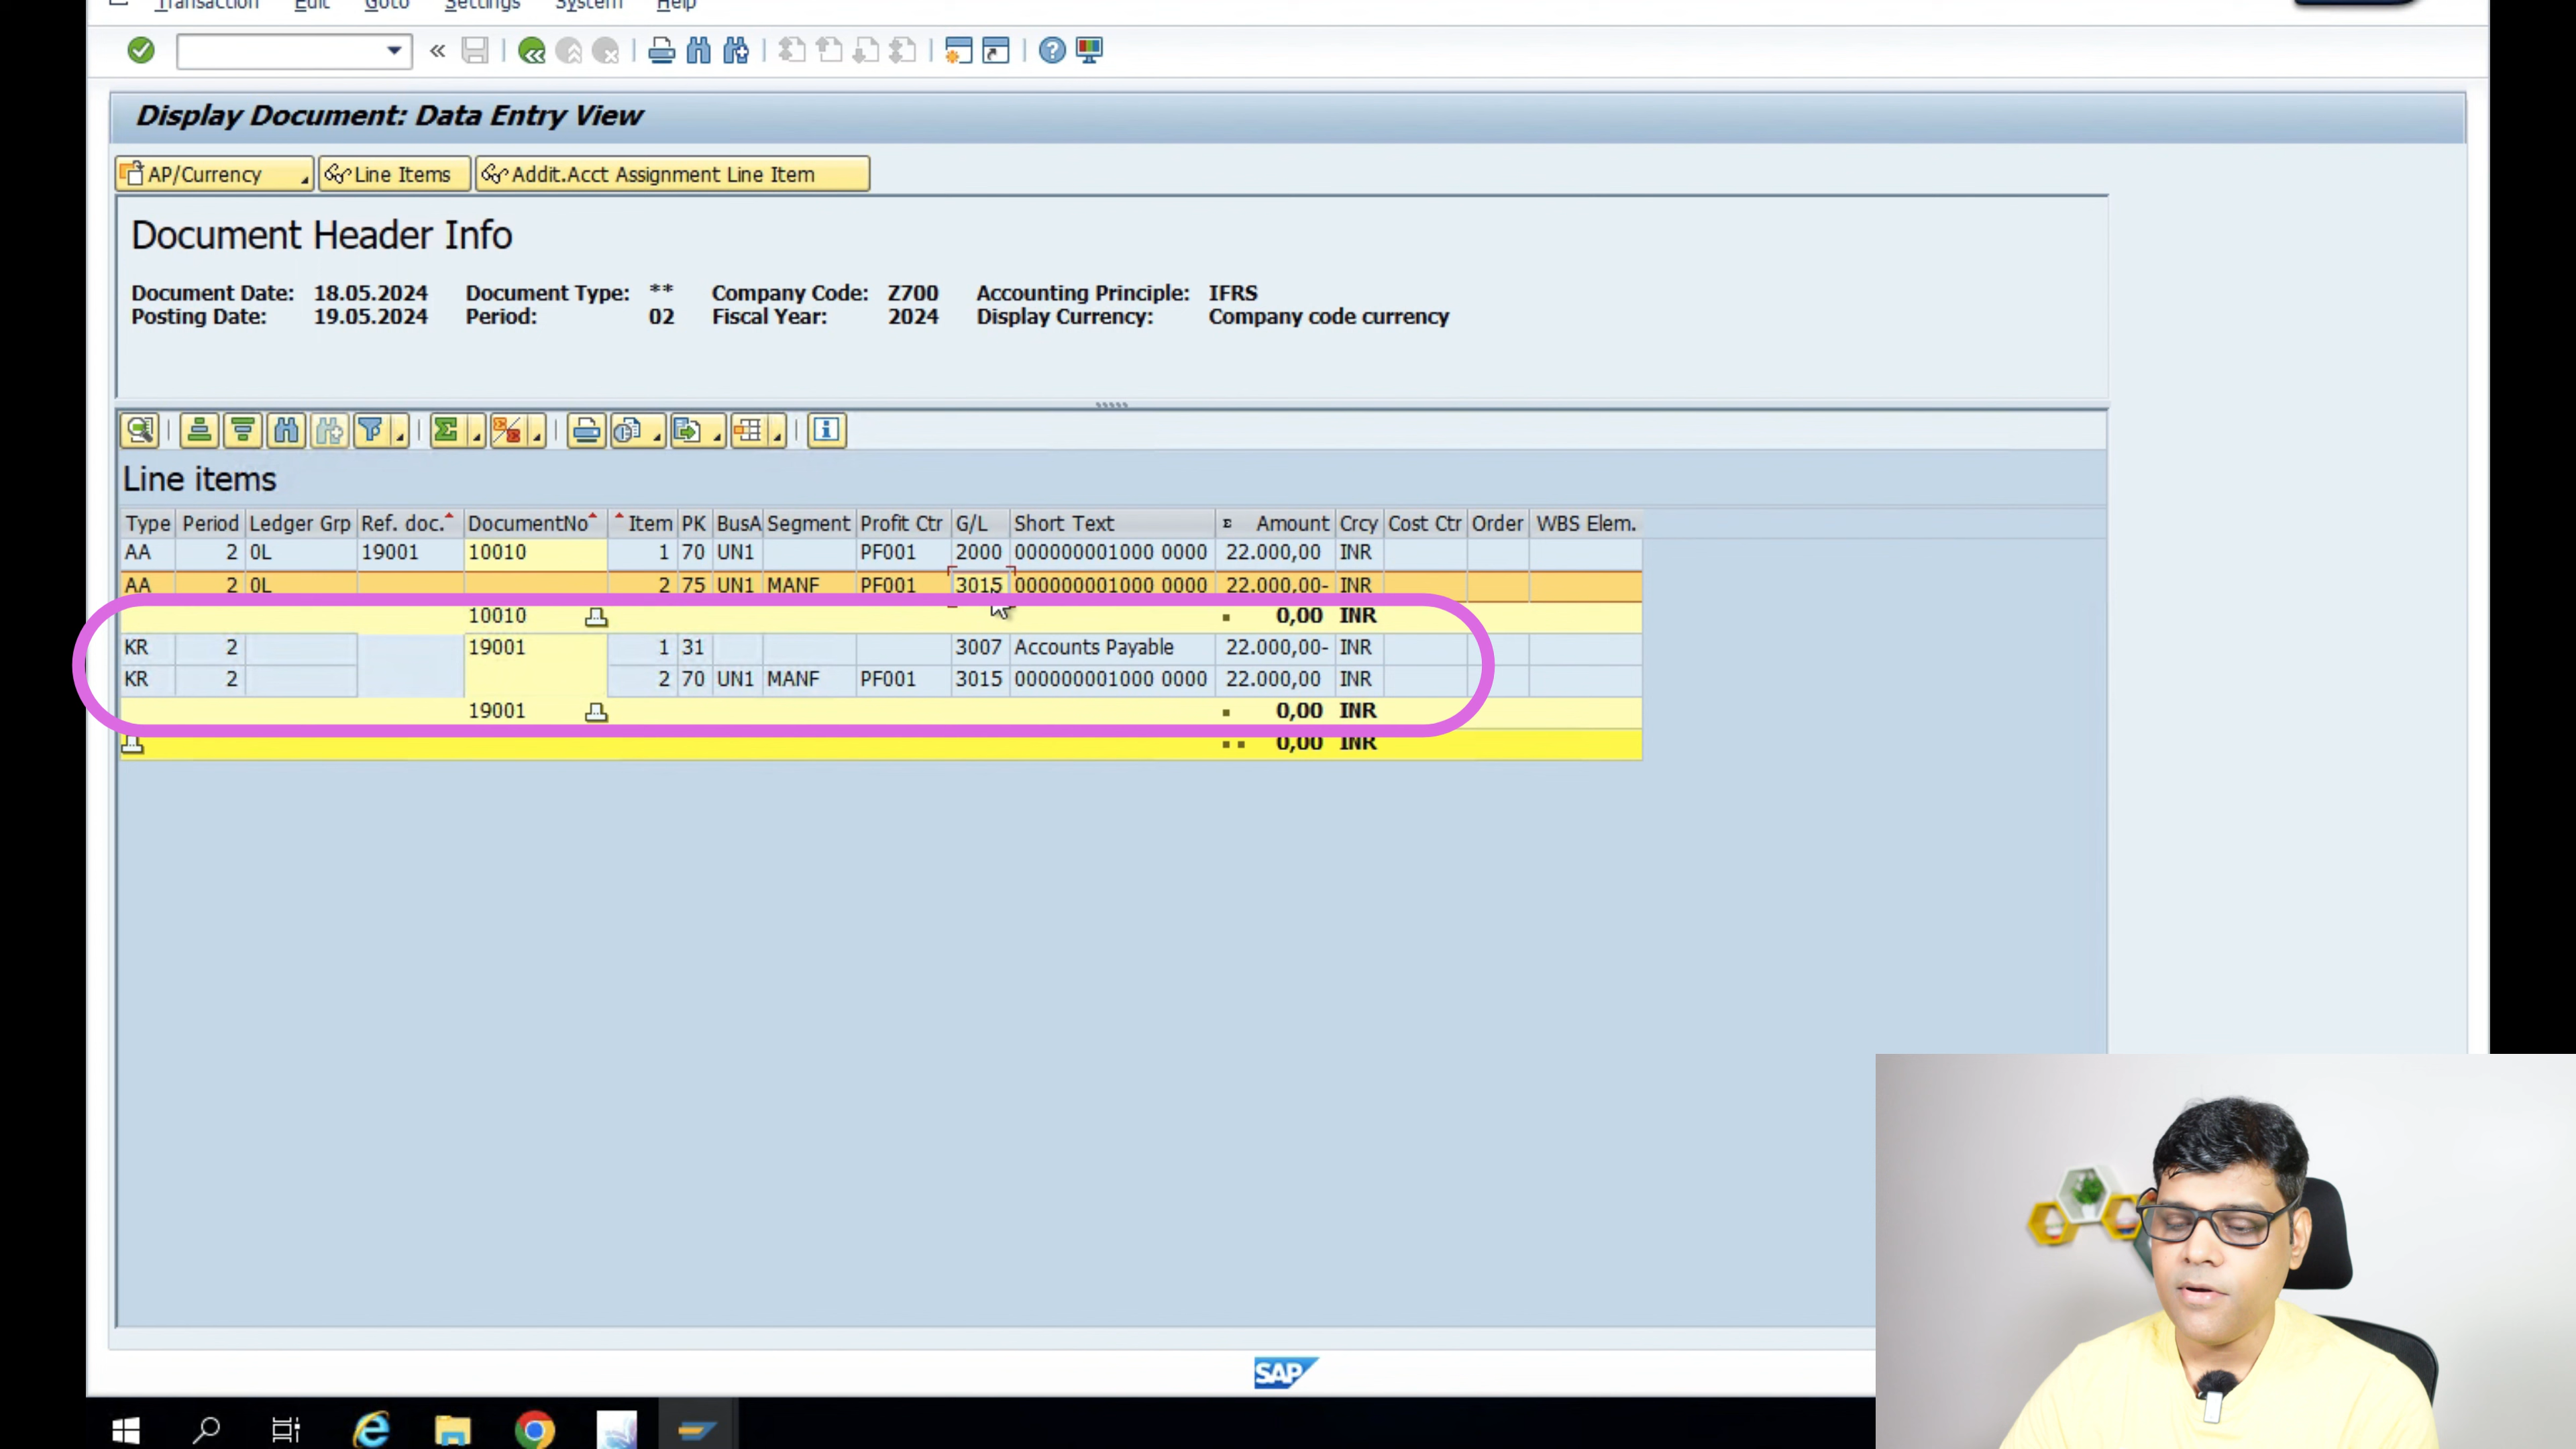 Transaction Edit Goto Settings System Help
Display Document: Data Entry View
AP/Currency Line Items Addit.Acct Assignment Line Item
Document Header Info
Document Date: 18.05.2024 Document Type: ** Company Code: Z700 Accounting Principle: IFRS
Posting Date: 19.05.2024 Period: 02 Fiscal Year: 2024 Display Currency: Company code currency
Line items
Type Period Ledger Grp Ref. doc. DocumentNo Item PK BusA Segment Profit Ctr G/L Short Text Σ Amount Crcy Cost Ctr Order WBS Elem.
AA 2 0L 19001 10010 1 70 UN1 PF001 2000 000000001000 0000 22.000,00 INR
AA 2 0L 2 75 UN1 MANF PF001 3015 000000001000 0000 22.000,00- INR
10010 0,00 INR
KR 2 19001 1 31 3007 Accounts Payable 22.000,00- INR
KR 2 2 70 UN1 MANF PF001 3015 000000001000 0000 22.000,00 INR
19001 0,00 INR
0,00 INR
SAP